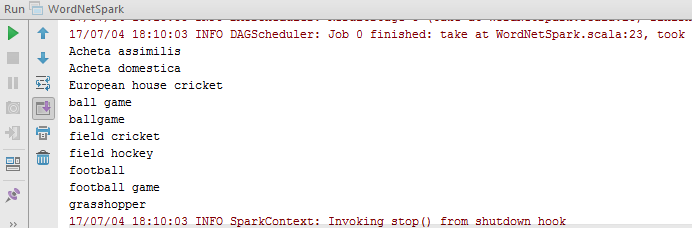 Run WordNetSpark
17/07/04 18:10:03 INFO DAGScheduler: Job 0 finished: take at WordNetSpark.scala:23, took
Acheta assimilis
Acheta domestica
European house cricket
ball game
ballgame
field cricket
field hockey
football
football game
grasshopper
17/07/04 18:10:03 INFO SparkContext: Invoking stop() from shutdown hook